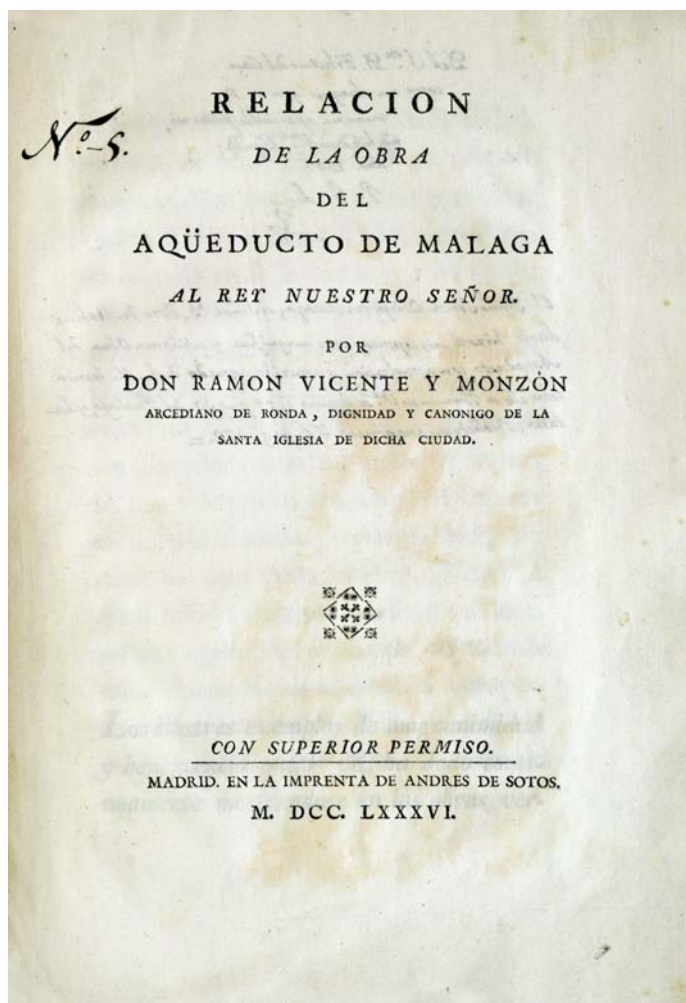 Nº.-5.
RELACION
DE LA OBRA
DEL
AQÜEDUCTO DE MALAGA
AL REY NUESTRO SEÑOR.
POR
DON RAMON VICENTE Y MONZÒN
ARCEDIANO DE RONDA, DIGNIDAD Y CANONIGO DE LA
SANTA IGLESIA DE DICHA CIUDAD.
CON SUPERIOR PERMISO.
MADRID. EN LA IMPRENTA DE ANDRES DE SOTOS.
M. DCC. LXXXVI.